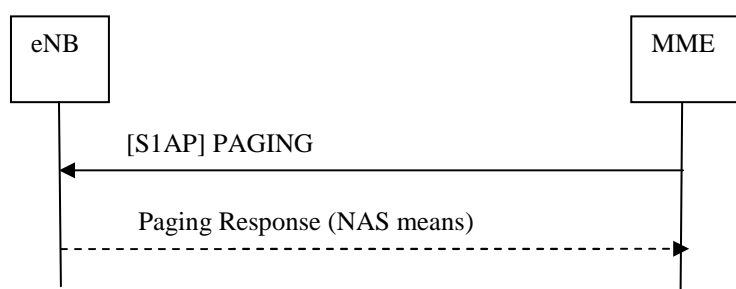 eNB
MME
[S1AP] PAGING
Paging Response (NAS means)